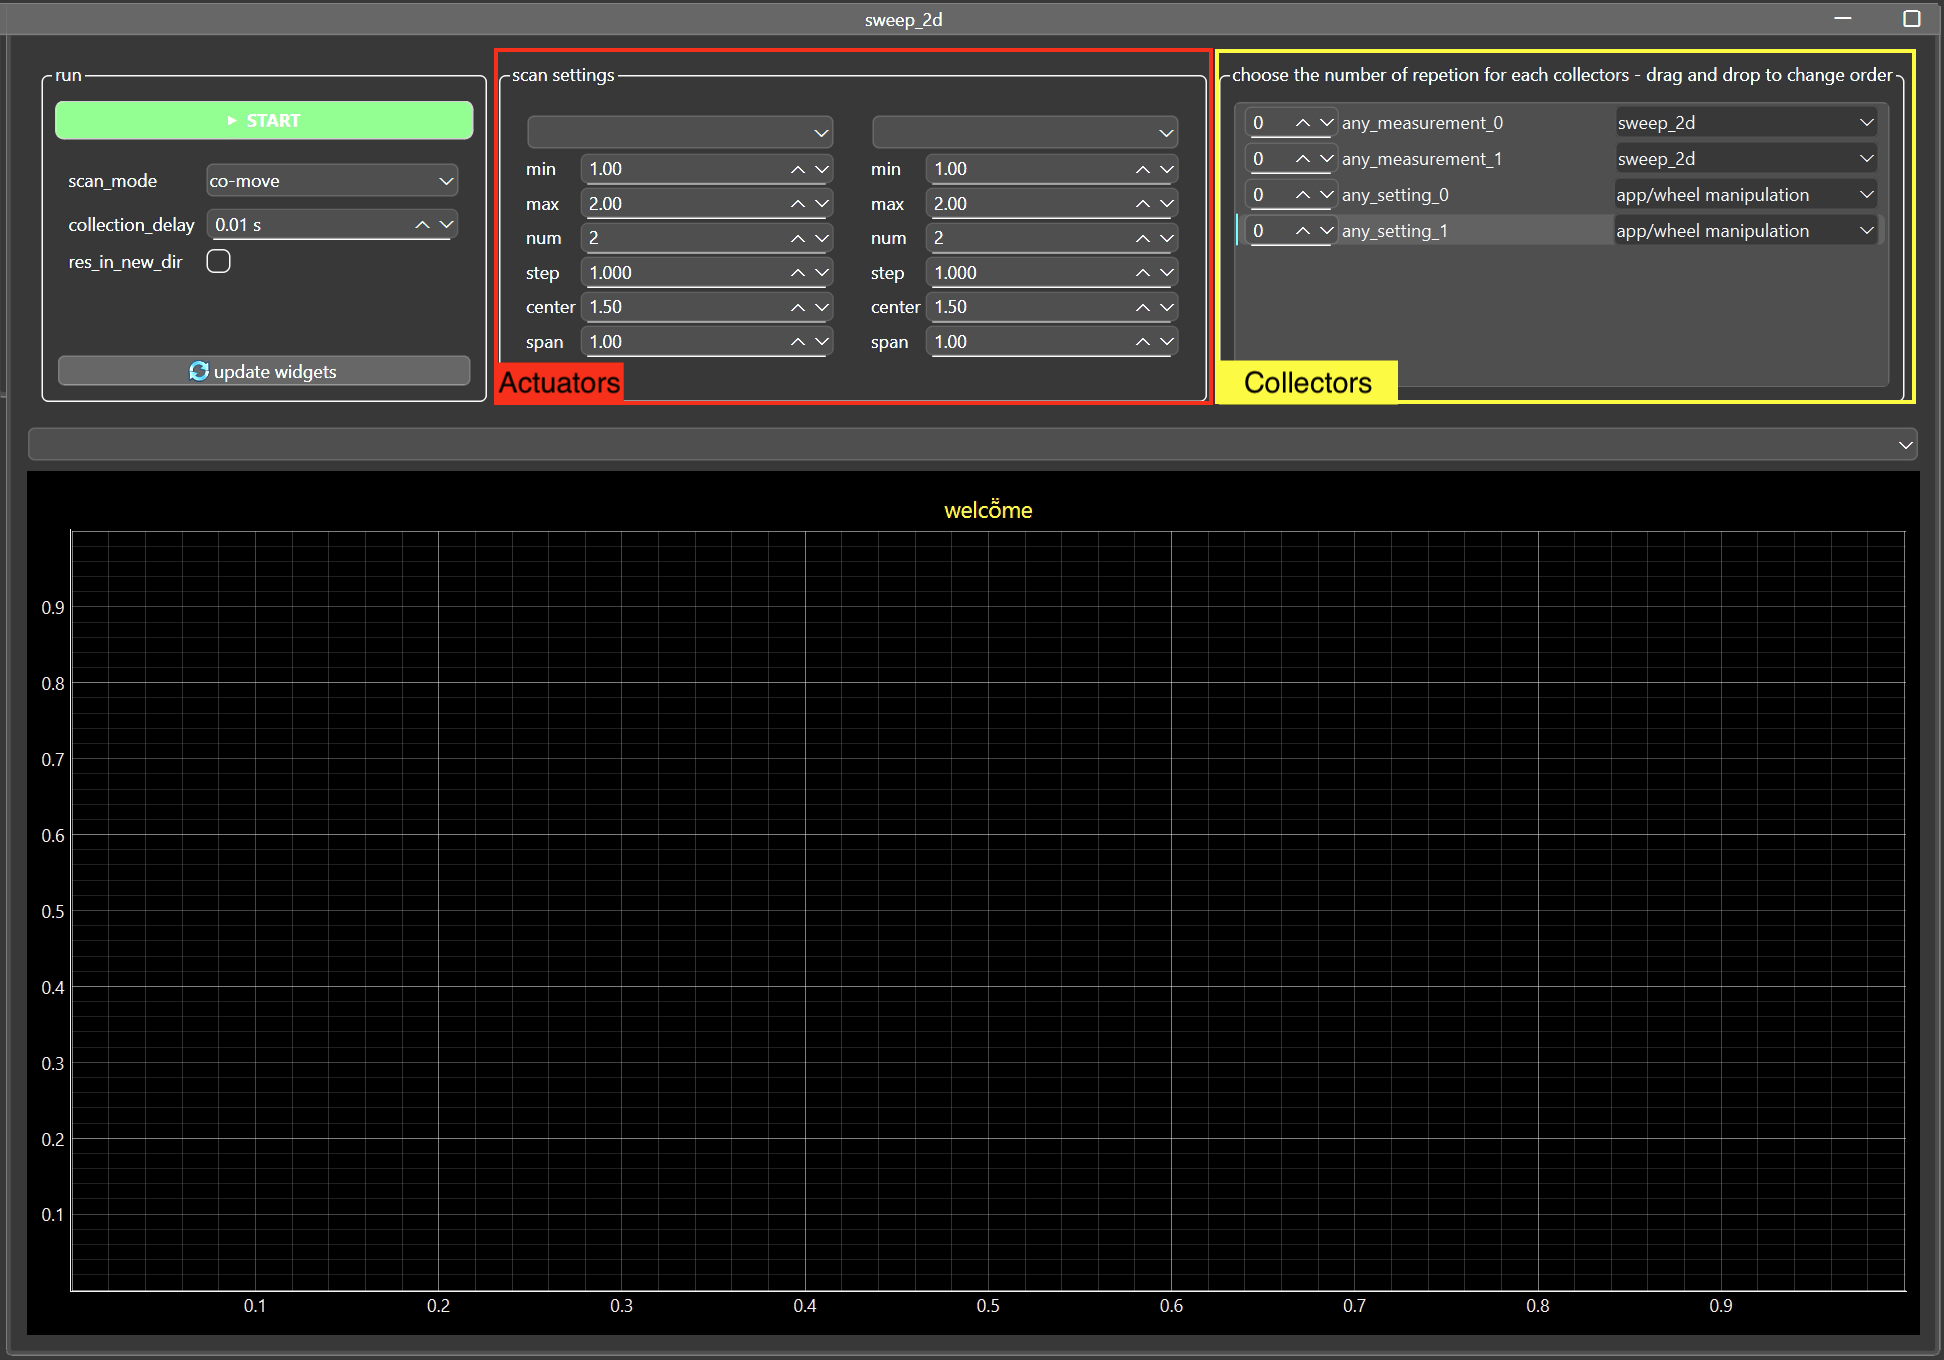 sweep_2d
run
START
scan_mode co-move
collection_delay 0.01 s
res_in_new_dir
update widgets
scan settings
min 1.00 min 1.00
max 2.00 max 2.00
num 2 num 2
step 1.000 step 1.000
center 1.50 center 1.50
span 1.00 span 1.00
Actuators
choose the number of repetion for each collectors - drag and drop to change order
0 any_measurement_0 sweep_2d
0 any_measurement_1 sweep_2d
0 any_setting_0 app/wheel manipulation
0 any_setting_1 app/wheel manipulation
Collectors
welcö̃me
0.9
0.8
0.7
0.6
0.5
0.4
0.3
0.2
0.1
0.1 0.2 0.3 0.4 0.5 0.6 0.7 0.8 0.9